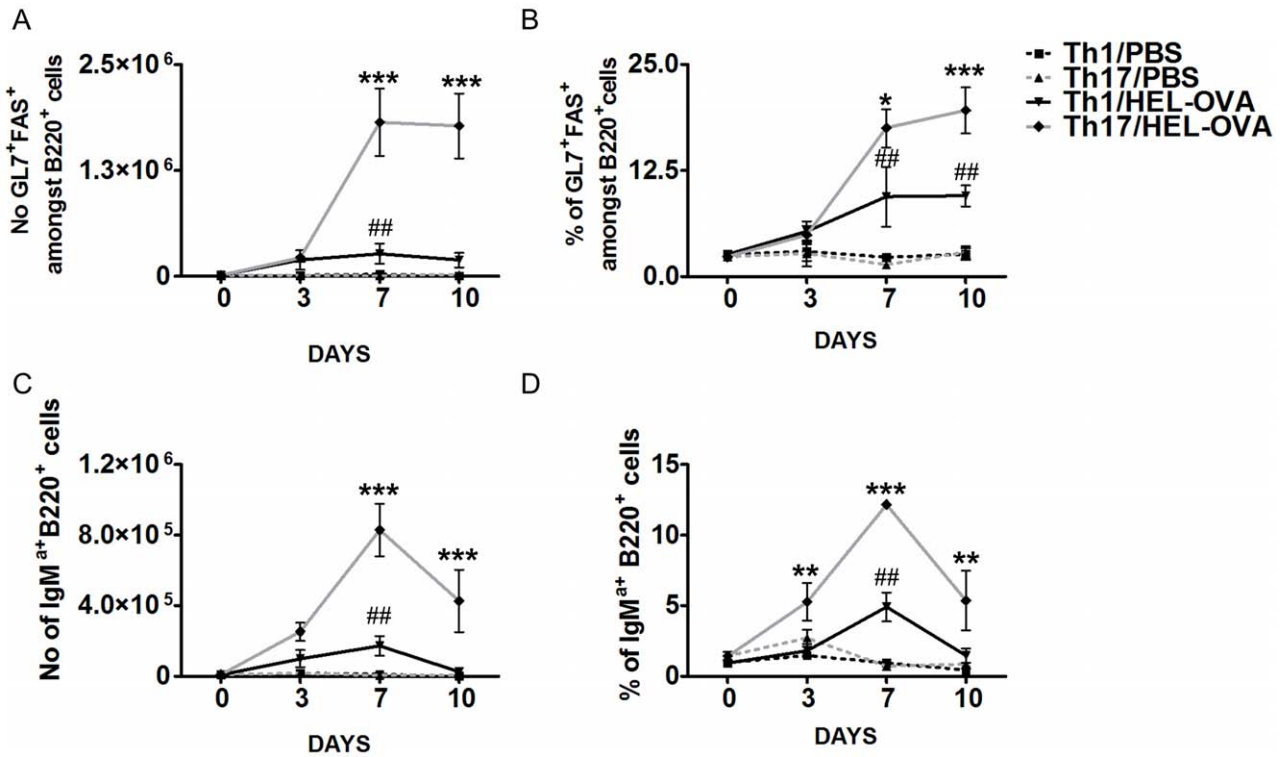 A
No GL7⁺FAS⁺
amongst B220⁺ cells
2.5×10⁶
1.3×10⁶
0
***
***
##
0 3 7 10
DAYS
B
% of GL7⁺FAS⁺
amongst B220⁺cells
25.0
12.5
0.0
*
***
##
##
0 3 7 10
DAYS
Th1/PBS
Th17/PBS
Th1/HEL-OVA
Th17/HEL-OVA
C
No of IgMᵃ⁺B220⁺ cells
1.2×10⁶
8.0×10⁵
4.0×10⁵
0
***
***
##
0 3 7 10
DAYS
D
% of IgMᵃ⁺ B220⁺ cells
15
10
5
0
**
***
**
##
0 3 7 10
DAYS